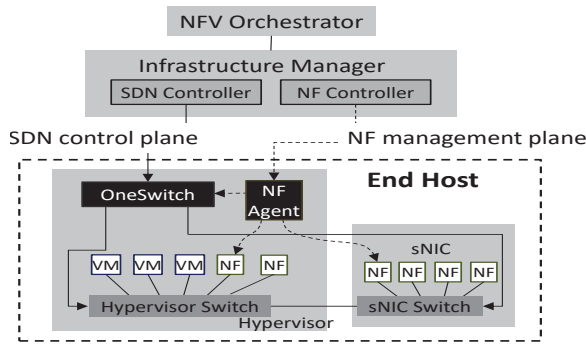 NFV Orchestrator
Infrastructure Manager
SDN Controller
NF Controller
SDN control plane
NF management plane
End Host
OneSwitch
NF
Agent
sNIC
VM VM VM NF NF
NF NF NF NF
Hypervisor Switch
sNIC Switch
Hypervisor